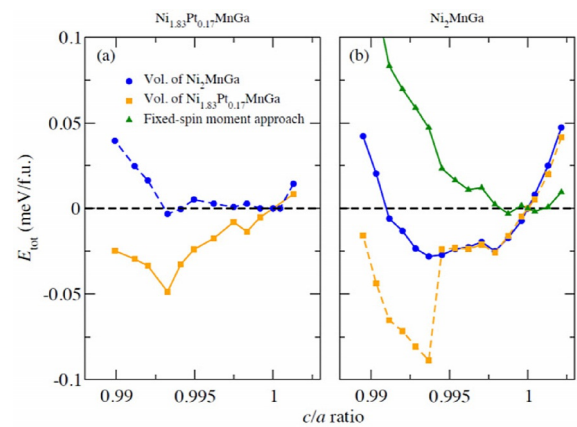 Ni1.83Pt0.17MnGa
Ni2MnGa
(a)
(b)
Vol. of Ni2MnGa
Vol. of Ni1.83Pt0.17MnGa
Fixed-spin moment approach
0.1
0.05
0
-0.05
-0.1
Etot (meV/f.u.)
0.99 0.995 1
0.99 0.995 1
c/a ratio